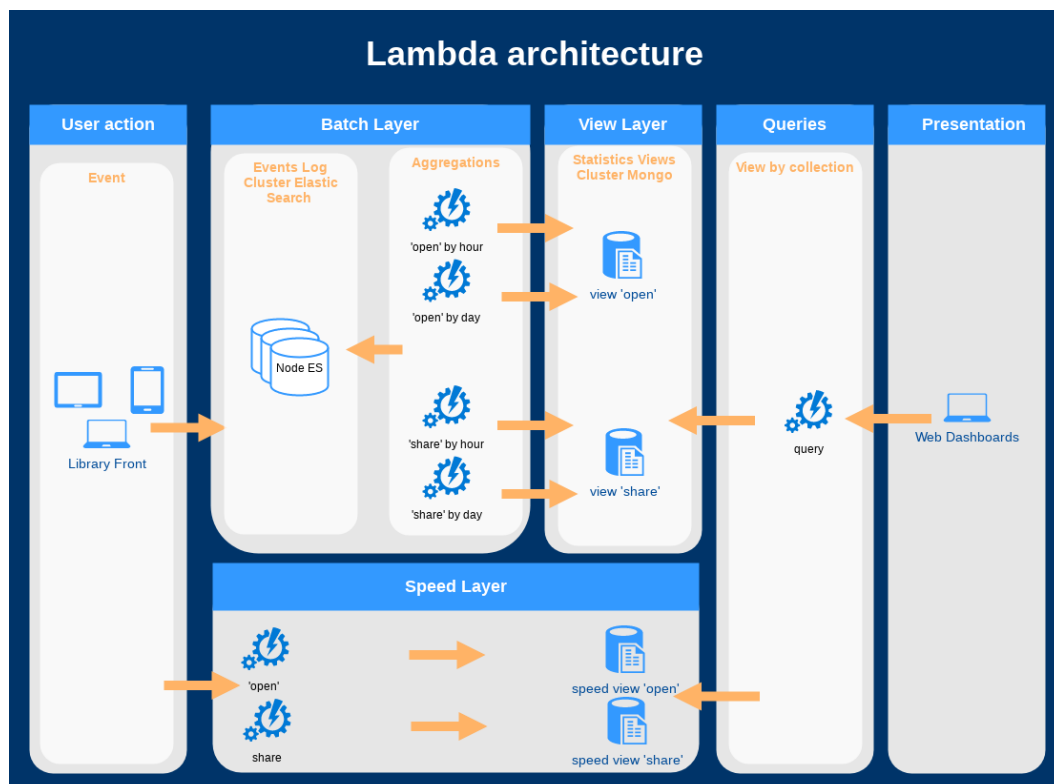 Lambda architecture
User action
Batch Layer
View Layer
Queries
Presentation
Event
Events Log
Cluster Elastic
Search
Aggregations
Statistics Views
Cluster Mongo
View by collection
'open' by hour
view 'open'
'open' by day
Node ES
Library Front
'share' by hour
view 'share'
'share' by day
query
Web Dashboards
Speed Layer
'open'
speed view 'open'
share
speed view 'share'